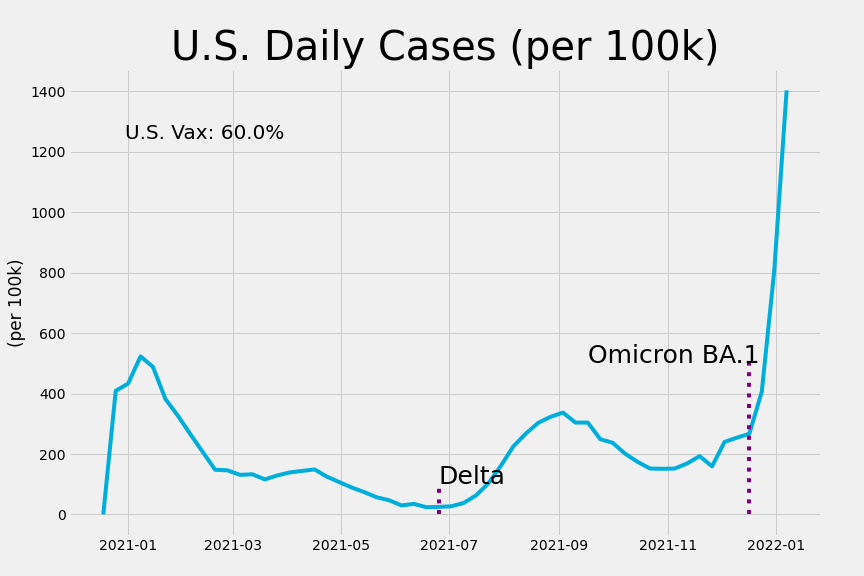 U.S. Daily Cases (per 100k)
1400
U.S. Vax: 60.0%
1200
1000
800
(per 100k)
600
Omicron BA.1
400
200
Delta
0
2021-01 2021-03 2021-05 2021-07 2021-09 2021-11 2022-01